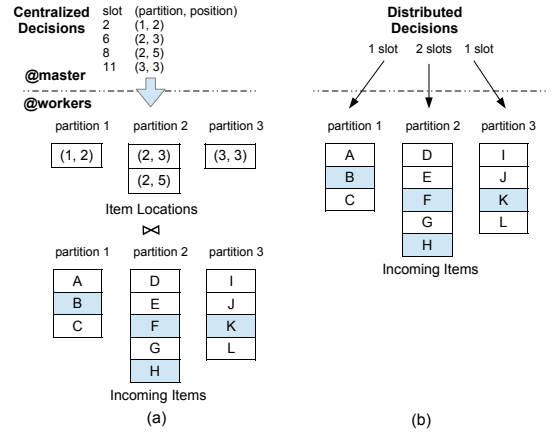 Centralized Decisions
slot (partition, position)
2 (1, 2)
6 (2, 3)
8 (2, 5)
11 (3, 3)
@master
@workers
partition 1 partition 2 partition 3
(1, 2) (2, 3) (3, 3)
(2, 5)
Item Locations
⋈
partition 1 partition 2 partition 3
A D I
B E J
C F K
G L
H
Incoming Items
(a)
Distributed
Decisions
1 slot 2 slots 1 slot
partition 1 partition 2 partition 3
A D I
B E J
C F K
G L
H
Incoming Items
(b)